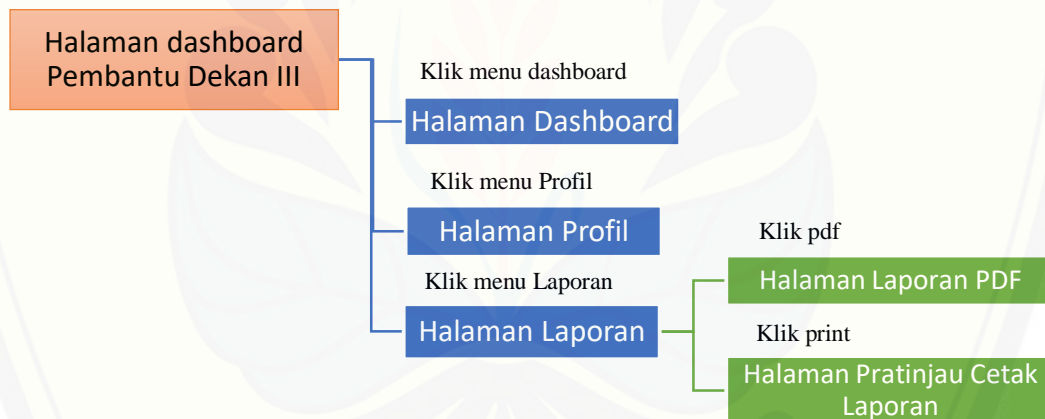 Halaman dashboard
Pembantu Dekan III
Klik menu dashboard
Halaman Dashboard
Klik menu Profil
Halaman Profil
Klik menu Laporan
Halaman Laporan
Klik pdf
Halaman Laporan PDF
Klik print
Halaman Pratinjau Cetak
Laporan